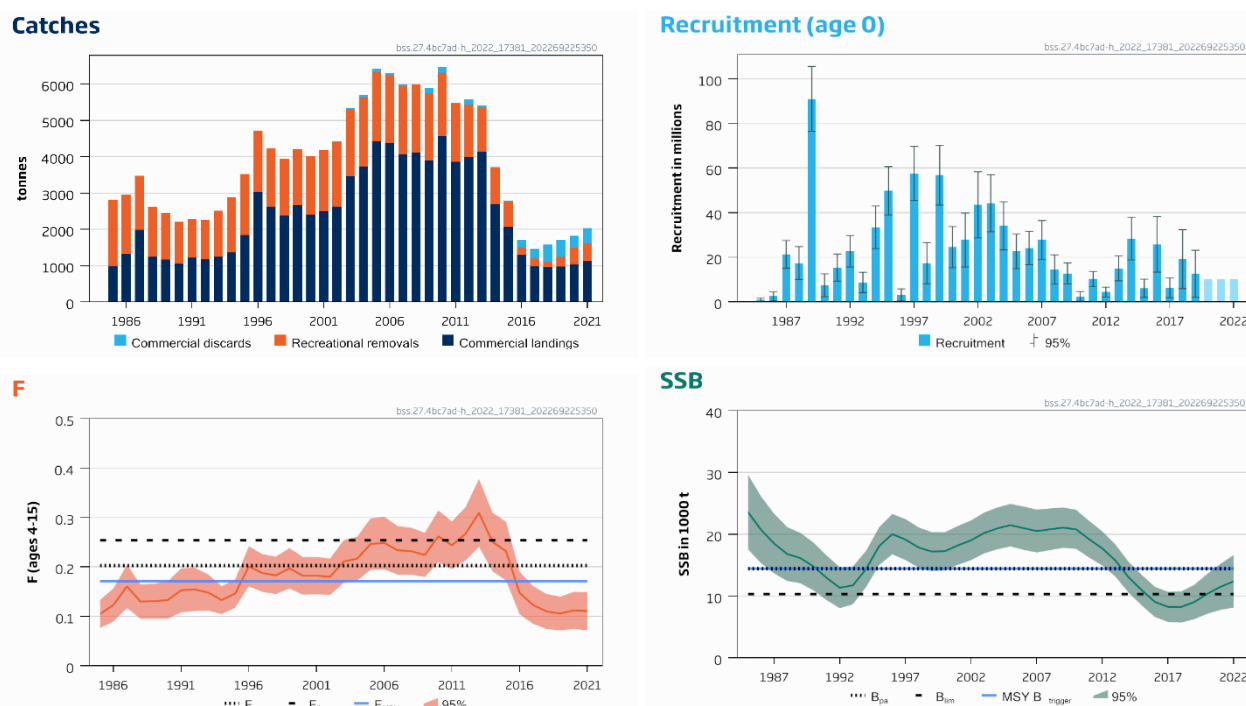 Catches
bss.27.4bc7ad-h_2022_17381_202269225350
tonnes
6000
5000
4000
3000
2000
1000
0
1986 1991 1996 2001 2006 2011 2016 2021
Commercial discards Recreational removals Commercial landings
Recruitment (age 0)
bss.27.4bc7ad-h_2022_17381_202269225350
Recruitment in millions
100
80
60
40
20
0
1987 1992 1997 2002 2007 2012 2017 2022
Recruitment 95%
F
bss.27.4bc7ad-h_2022_17381_202269225350
F (ages 4-15)
0.5
0.4
0.3
0.2
0.1
0
1986 1991 1996 2001 2006 2011 2016 2021
F F F 95%
SSB
bss.27.4bc7ad-h_2022_17381_202269225350
SSB in 1000 t
40
30
20
10
0
1987 1992 1997 2002 2007 2012 2017 2022
Bpa Blim MSY B trigger 95%